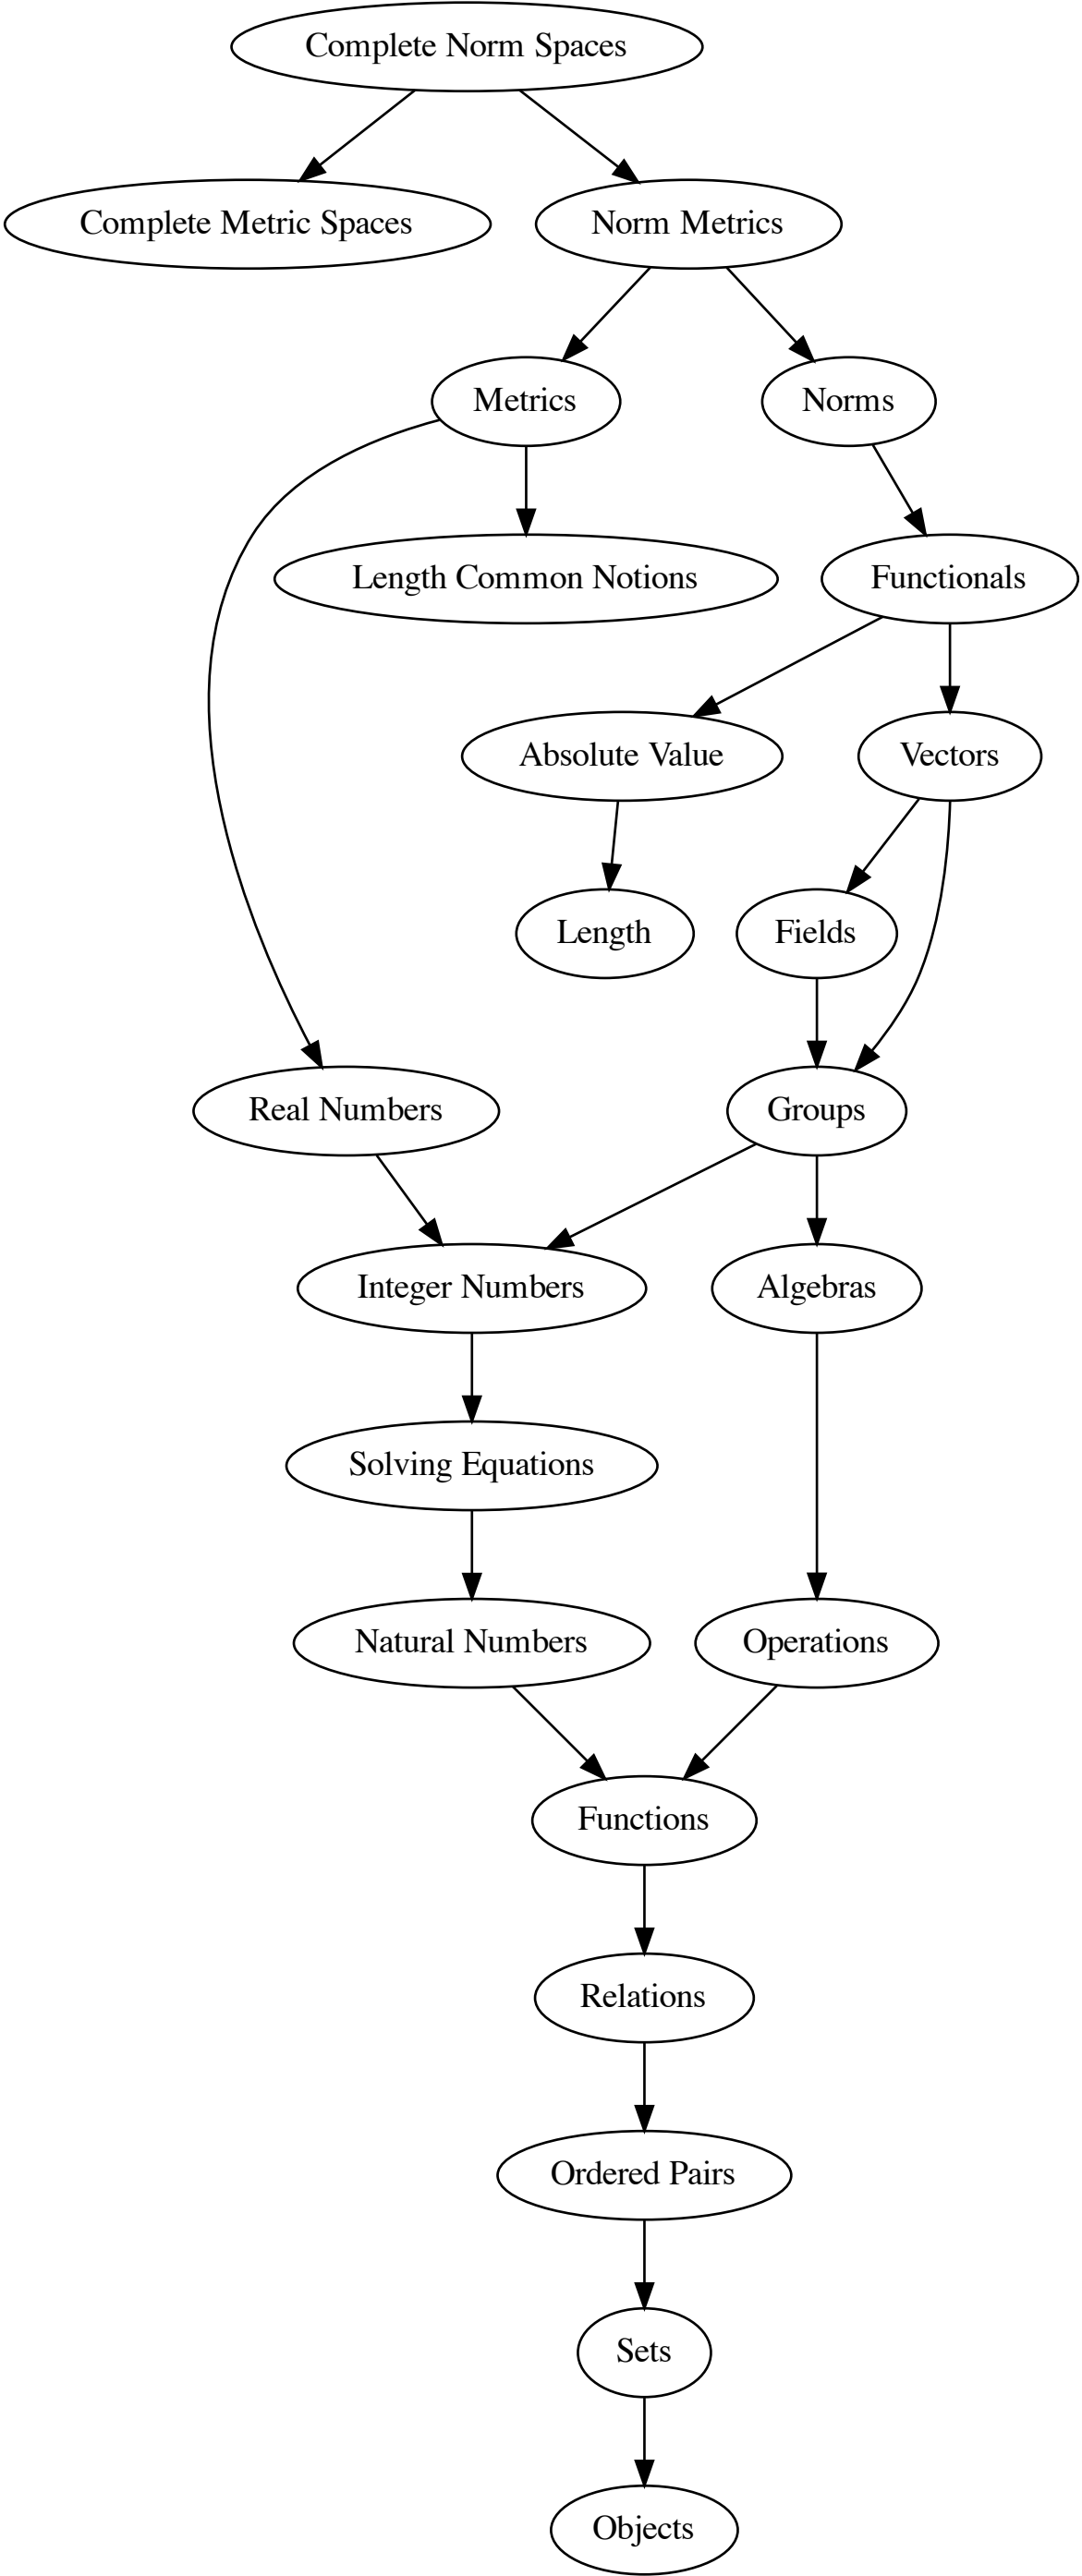 Complete Norm Spaces
Complete Metric Spaces
Norm Metrics
Metrics
Norms
Length Common Notions
Functionals
Absolute Value
Vectors
Length
Fields
Real Numbers
Groups
Integer Numbers
Algebras
Solving Equations
Natural Numbers
Operations
Functions
Relations
Ordered Pairs
Sets
Objects